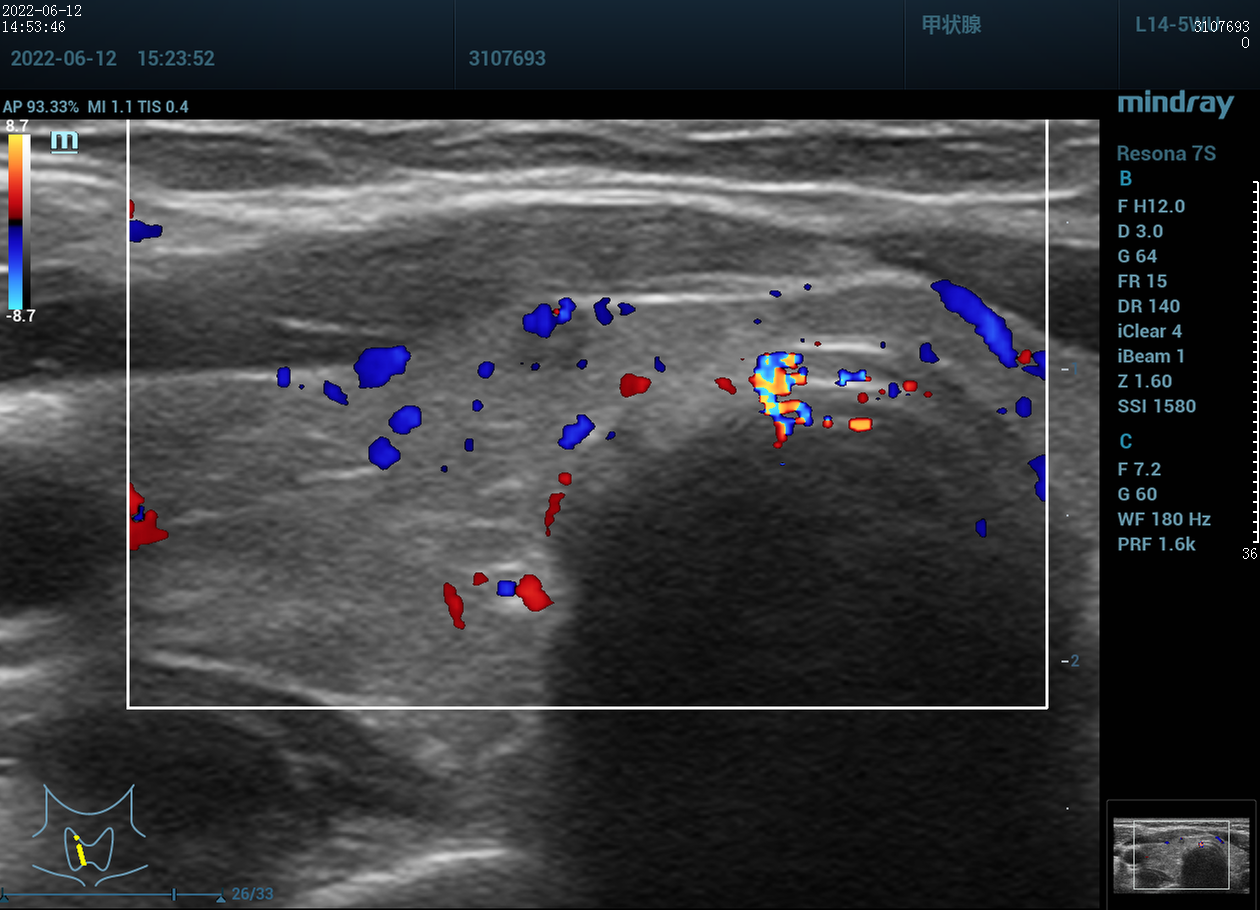 2022-06-12
14:53:46
2022-06-12 15:23:52
3107693
甲状腺
L14-5W
3107693
0
AP 93.33% MI 1.1 TIS 0.4
mindray
8.7
m
-8.7
Resona 7S
B
F H12.0
D 3.0
G 64
FR 15
DR 140
iClear 4
iBeam 1
Z 1.60
SSI 1580
C
F 7.2
G 60
WF 180 Hz
PRF 1.6k
36
2
26/33